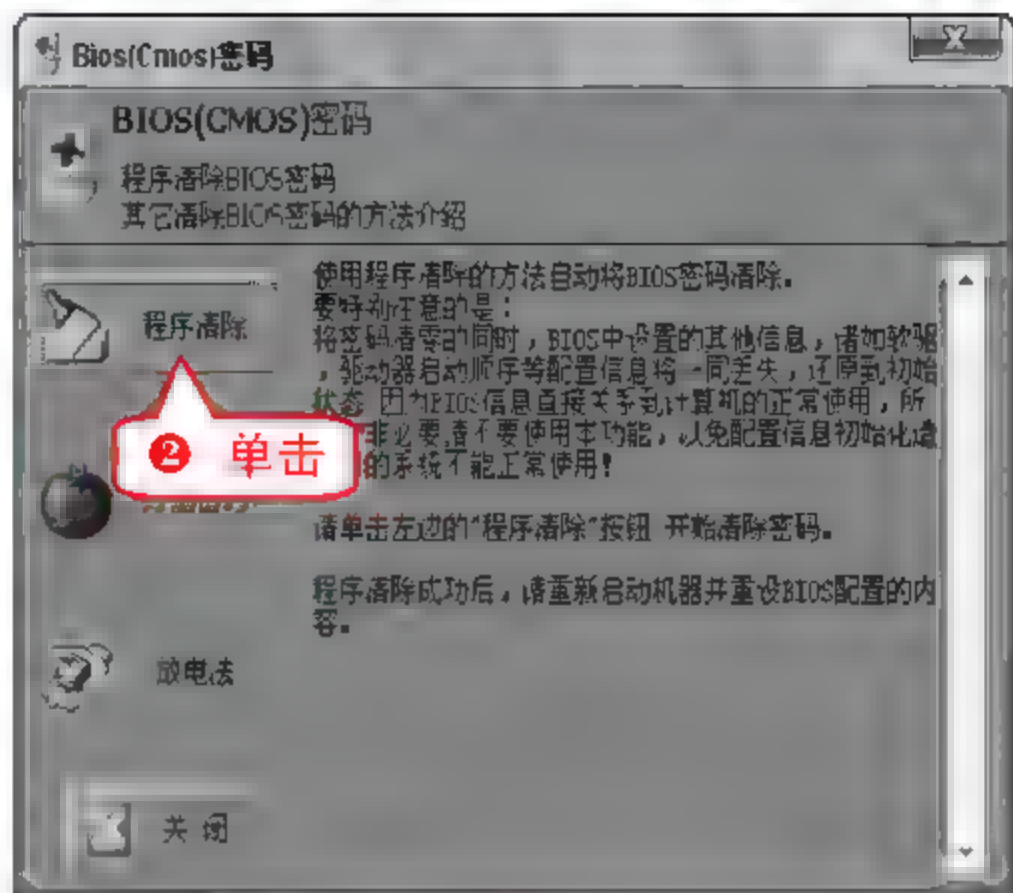 Bios(Cmos)密码
BIOS(CMOS)密码
程序清除BIOS密码
其它清除BIOS密码的方法介绍
使用程序清除的方法自动将BIOS密码清除。
要特别注意的是：
将密码清零的同时，BIOS中设置的其他信息，诸如软驱
，驱动器启动顺序等配置信息将一同丢失，还原到初始
状态 因为BIOS信息直接关系到计算机的正常使用，所
非必要请不要使用本功能，以免配置信息初始化造
的系统不能正常使用！
请单击左边的"程序清除"按钮 开始清除密码。
程序清除成功后，请重新启动机器并重设BIOS配置的内
容。
程序清除
❷ 单击
放电法
关闭